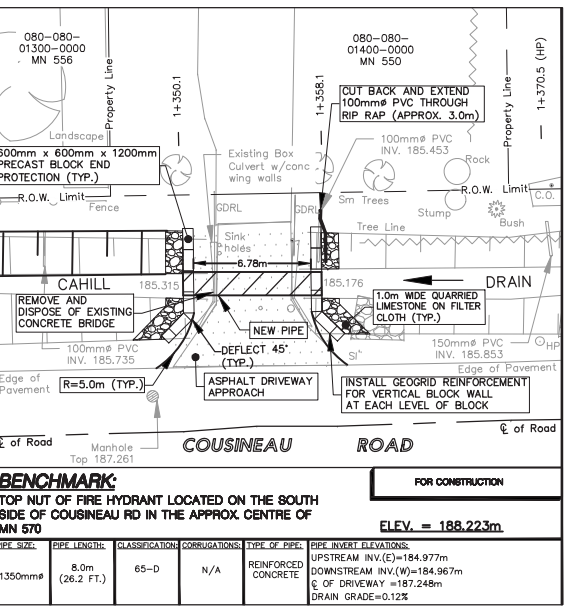 080-080-
01300-0000
MN 556
080-080-
01400-0000
MN 550
Property Line
1+350.1
1+358.1
Property Line
1+370.5 (HP)
CUT BACK AND EXTEND
100mmø PVC THROUGH
RIP RAP (APPROX. 3.0m)
Landscape
600mm x 600mm x 1200mm
PRECAST BLOCK END
PROTECTION (TYP.)
Existing Box
Culvert w/conc
wing walls
100mmø PVC
INV. 185.453
Rock
R.O.W. Limit
Fence
GDRL
GDRL
Sm Trees
Stump
R.O.W. Limit
C.O.
Bush
Tree Line
Sink
holes
6.78m
CAHILL
185.315
185.176
DRAIN
REMOVE AND
DISPOSE OF EXISTING
CONCRETE BRIDGE
1.0m WIDE QUARRIED
LIMESTONE ON FILTER
CLOTH (TYP.)
NEW PIPE
100mmø PVC
INV. 185.735
DEFLECT 45°
(TYP.)
150mmø PVC
INV. 185.853
HP
Edge of
Pavement
R=5.0m (TYP.)
ASPHALT DRIVEWAY
APPROACH
INSTALL GEOGRID REINFORCEMENT
FOR VERTICAL BLOCK WALL
AT EACH LEVEL OF BLOCK
Edge of Pavement
℄ of Road
℄ of Road
Manhole
Top 187.261
COUSINEAU ROAD
BENCHMARK:
TOP NUT OF FIRE HYDRANT LOCATED ON THE SOUTH
SIDE OF COUSINEAU RD IN THE APPROX. CENTRE OF
MN 570
FOR CONSTRUCTION
ELEV. = 188.223m
PIPE SIZE:
1350mmø
PIPE LENGTH:
8.0m
(26.2 FT.)
CLASSIFICATION:
65-D
CORRUGATIONS:
N/A
TYPE OF PIPE:
REINFORCED
CONCRETE
PIPE INVERT ELEVATIONS:
UPSTREAM INV.(E)=184.977m
DOWNSTREAM INV.(W)=184.967m
℄ OF DRIVEWAY =187.248m
DRAIN GRADE=0.12%